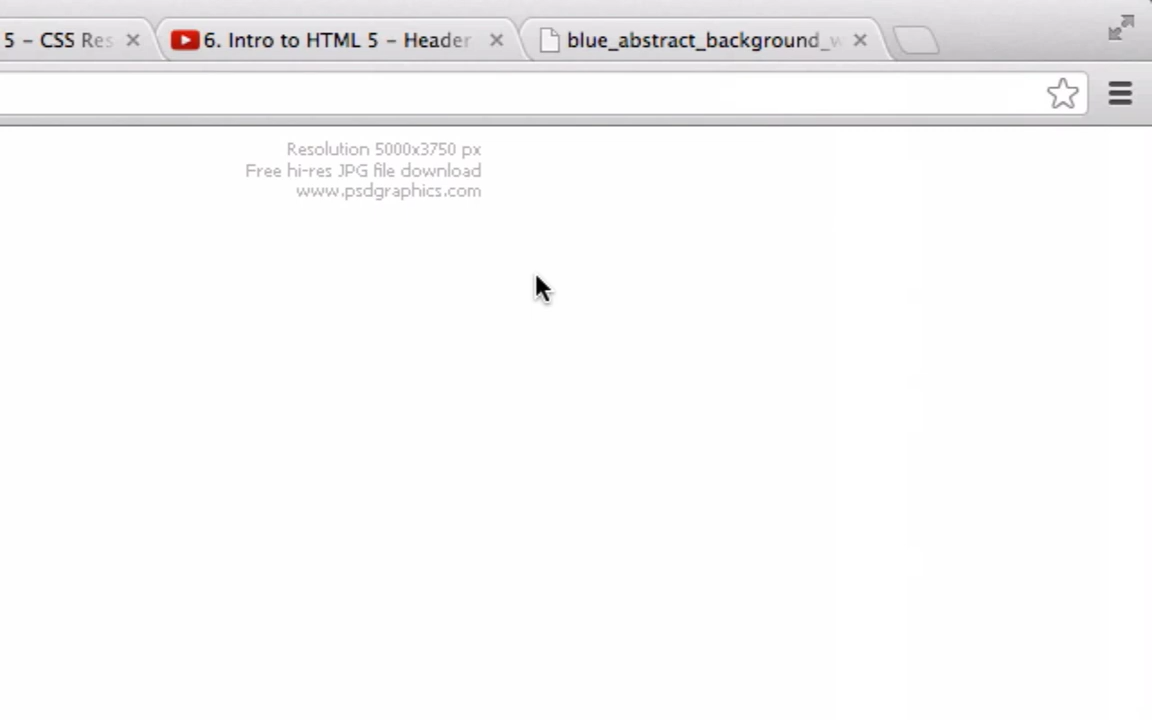 5 – CSS Res
6. Intro to HTML 5 – Header
blue_abstract_background_w
Resolution 5000x3750 px
Free hi-res JPG file download
www.psdgraphics.com